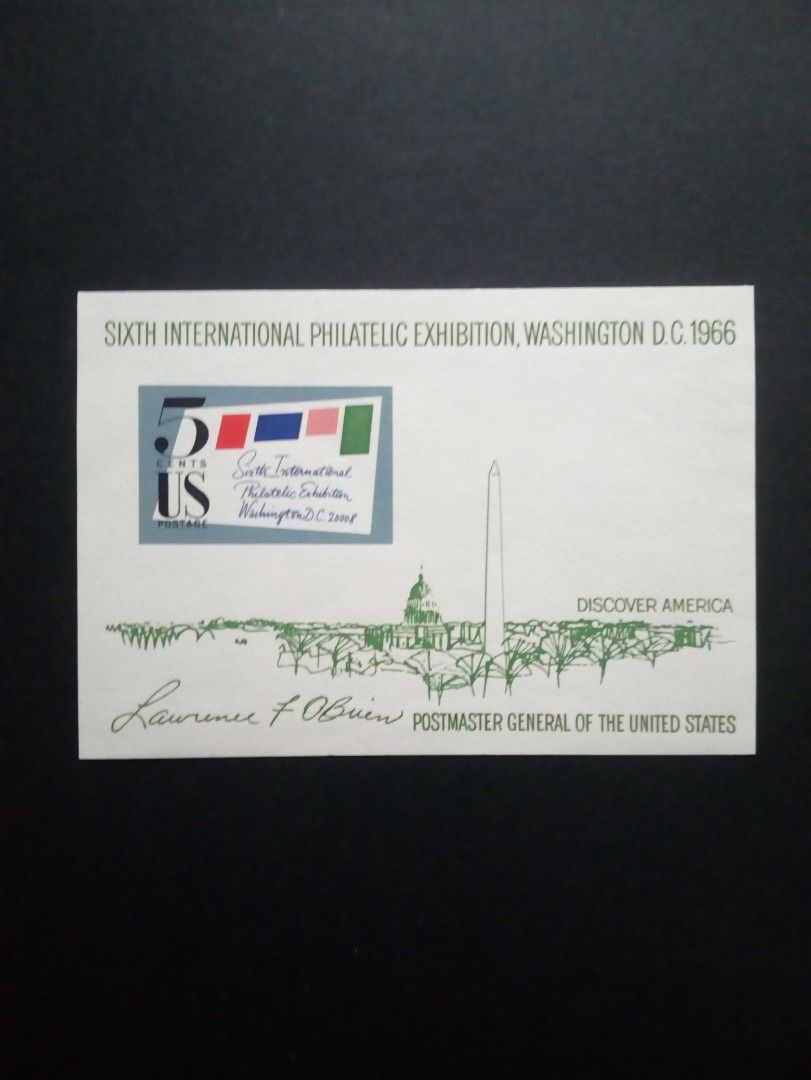 SIXTH INTERNATIONAL PHILATELIC EXHIBITION, WASHINGTON D.C. 1966
5
CENTS
US
POSTAGE
Sixth International
Philatelic Exhibition
Washington D.C. 20008
DISCOVER AMERICA
Lawrence F O'Brien POSTMASTER GENERAL OF THE UNITED STATES